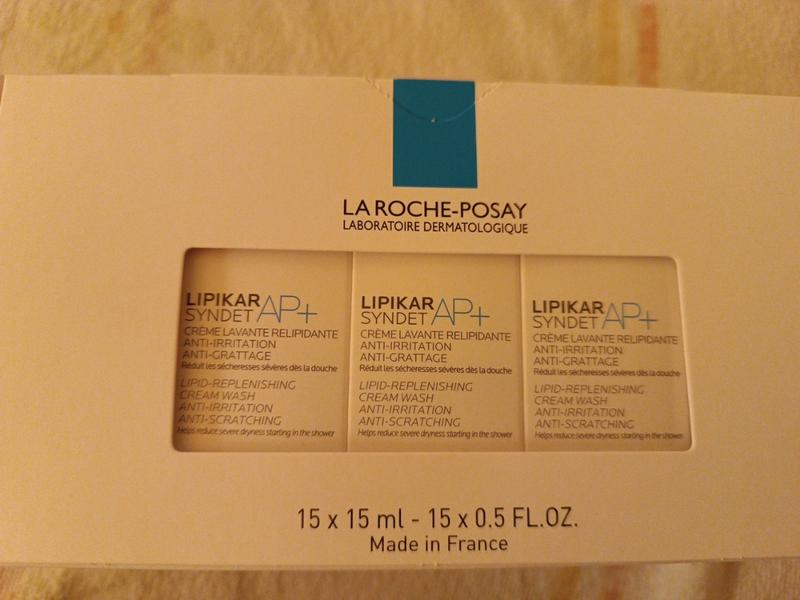 LA ROCHE-POSAY
LABORATOIRE DERMATOLOGIQUE
LIPIKAR
SYNDET AP+
CRÈME LAVANTE RELIPIDANTE
ANTI-IRRITATION
ANTI-GRATTAGE
Réduit les sécheresses sévères dès la douche
LIPID-REPLENISHING
CREAM WASH
ANTI-IRRITATION
ANTI-SCRATCHING
Helps reduce severe dryness starting in the shower
LIPIKAR
SYNDET AP+
CRÈME LAVANTE RELIPIDANTE
ANTI-IRRITATION
ANTI-GRATTAGE
Réduit les sécheresses sévères dès la douche
LIPID-REPLENISHING
CREAM WASH
ANTI-IRRITATION
ANTI-SCRATCHING
Helps reduce severe dryness starting in the shower
LIPIKAR
SYNDET AP+
CRÈME LAVANTE RELIPIDANTE
ANTI-IRRITATION
ANTI-GRATTAGE
Réduit les sécheresses sévères dès la douche
LIPID-REPLENISHING
CREAM WASH
ANTI-IRRITATION
ANTI-SCRATCHING
Helps reduce severe dryness starting in the shower
15 x 15 ml - 15 x 0.5 FL.OZ.
Made in France